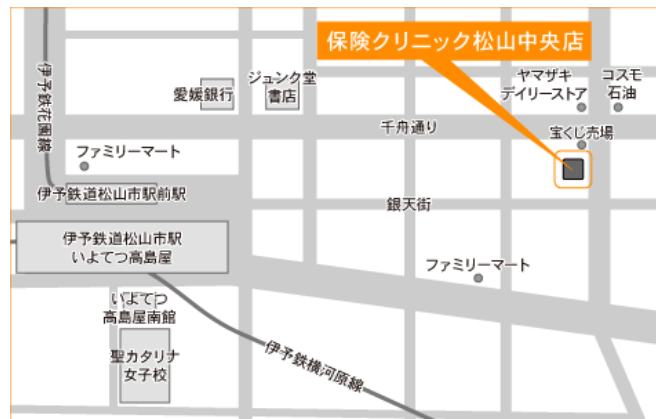 保険クリニック松山中央店
伊予鉄花園線
愛媛銀行
ジュンク堂
書店
ヤマザキ
デイリーストア
コスモ
石油
千舟通り
宝くじ売場
ファミリーマート
伊予鉄道松山市駅前駅
銀天街
伊予鉄道松山市駅
いよてつ高島屋
ファミリーマート
いよてつ
高島屋南館
聖カタリナ
女子校
伊予鉄横河原線